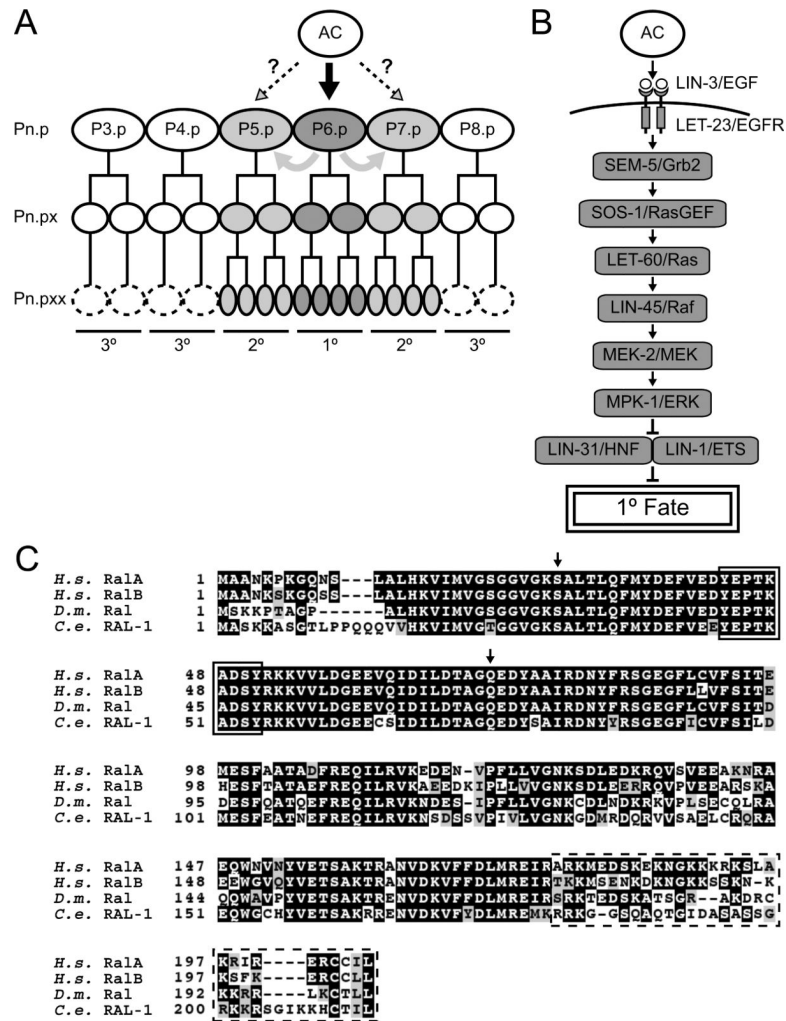 A
AC
? ?
Pn.p P3.p P4.p P5.p P6.p P7.p P8.p
Pn.px
Pn.pxx
3º 3º 2º 1º 2º 3º
B
AC
LIN-3/EGF
LET-23/EGFR
SEM-5/Grb2
SOS-1/RasGEF
LET-60/Ras
LIN-45/Raf
MEK-2/MEK
MPK-1/ERK
LIN-31/HNF LIN-1/ETS
1º Fate
C
H.s. RalA 1 MAANKPKGQNS---LALHKVIMVGSGGVGKSALTLQFMYDEFVEDYEPTK
H.s. RalB 1 MAANKSKGQNS---LALHKVIMVGSGGVGKSALTLQFMYDEFVEDYEPTK
D.m. Ral 1 MSKKPTAGP------ALHKVIMVGSGGVGKSALTLQFMYDEFVEDYEPTK
C.e. RAL-1 1 MASKKASGTLPPQQQVVHKVIMVGTGGVGKSALTLQFMYDEFVEEYEPTK
H.s. RalA 48 ADSYRKKVVLDGEEVQIDILDTAGQEDYAAIRDNYFRSGEGFLCVFSITE
H.s. RalB 48 ADSYRKKVVLDGEEVQIDILDTAGQEDYAAIRDNYFRSGEGFLLVFSITE
D.m. Ral 45 ADSYRKKVVLDGEEVQIDILDTAGQEDYAAIRDNYFRSGEGFLCVFSITD
C.e. RAL-1 51 ADSYRKKVVLDGEECSIDILDTAGQEDYSAIRDNYYRSGEGFICVFSILD
H.s. RalA 98 MESFAATADFREQILRVKEDEN-VPFLLVGNKSDLEDKRQVSVEEAKNRA
H.s. RalB 98 HESFTATAEFREQILRVKAEEDKIPLLVVGNKSDLEERRQVPVEEARSKA
D.m. Ral 95 DESFQATQEFREQILRVKNDES-IPFLLVGNKCDLNDKRKVPLSECQLRA
C.e. RAL-1 101 MESFEATNEFREQILRVKNSDSSVPIVLVGNKGDMRDQRVVSAELCRQRA
H.s. RalA 147 EQWNVNYVETSAKTRANVDKVFFDLMREIRARKMEDSKEKNGKKKRKSLA
H.s. RalB 148 EEWGVQYVETSAKTRANVDKVFFDLMREIRTKKMSENKDKNGKKSSKN-K
D.m. Ral 144 QQWAVPYVETSAKTRENVDKVFFDLMREIRSRKTEDSKATSGR--AKDRC
C.e. RAL-1 151 EQWGCHYVETSAKRRENVDKVFYDLMREMKRRKG-GSQAQTGIDASASSG
H.s. RalA 197 KRIR----ERCCIL
H.s. RalB 197 KSFK----ERCCLL
D.m. Ral 192 KKRR----LKCTLL
C.e. RAL-1 200 RKKRSGIKKHCTIL